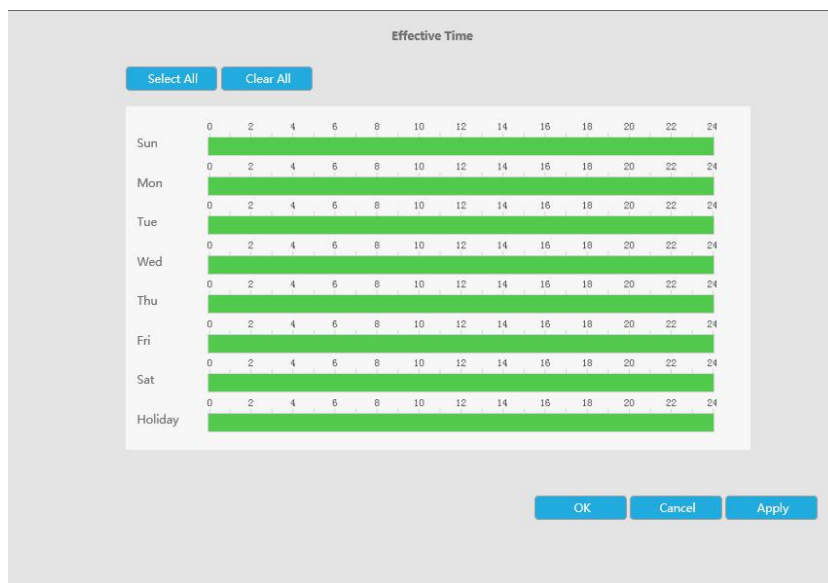 Effective Time
Select All Clear All
0 2 4 6 8 10 12 14 16 18 20 22 24
Sun
0 2 4 6 8 10 12 14 16 18 20 22 24
Mon
0 2 4 6 8 10 12 14 16 18 20 22 24
Tue
0 2 4 6 8 10 12 14 16 18 20 22 24
Wed
0 2 4 6 8 10 12 14 16 18 20 22 24
Thu
0 2 4 6 8 10 12 14 16 18 20 22 24
Fri
0 2 4 6 8 10 12 14 16 18 20 22 24
Sat
0 2 4 6 8 10 12 14 16 18 20 22 24
Holiday
OK Cancel Apply